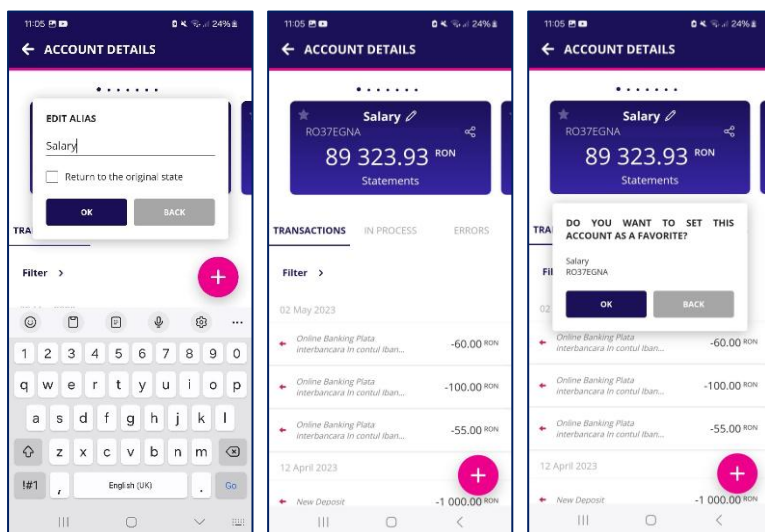 11:05
24%
ACCOUNT DETAILS
EDIT ALIAS
Salary
Return to the original state
OK
BACK
TRA
Filter >
1 2 3 4 5 6 7 8 9 0
q w e r t y u i o p
a s d f g h j k l
z x c v b n m
!#1 , English (UK) . Go
11:05
24%
ACCOUNT DETAILS
Salary
RO37EGNA
89 323.93 RON
Statements
TRANSACTIONS IN PROCESS ERRORS
Filter >
02 May 2023
Online Banking Plata
interbancara In contul Iban...
-60.00 RON
Online Banking Plata
interbancara In contul Iban...
-100.00 RON
Online Banking Plata
interbancara In contul Iban...
-55.00 RON
12 April 2023
New Deposit
-1 000.00 RON
11:05
24%
ACCOUNT DETAILS
Salary
RO37EGNA
89 323.93 RON
Statements
TRA
DO YOU WANT TO SET THIS
ACCOUNT AS A FAVORITE?
Salary
RO37EGNA
OK
BACK
Fil
02
Online Banking Plata
interbancara In contul Iban...
-60.00 RON
Online Banking Plata
interbancara In contul Iban...
-100.00 RON
Online Banking Plata
interbancara In contul Iban...
-55.00 RON
12 April 2023
New Deposit
-1 000.00 RON